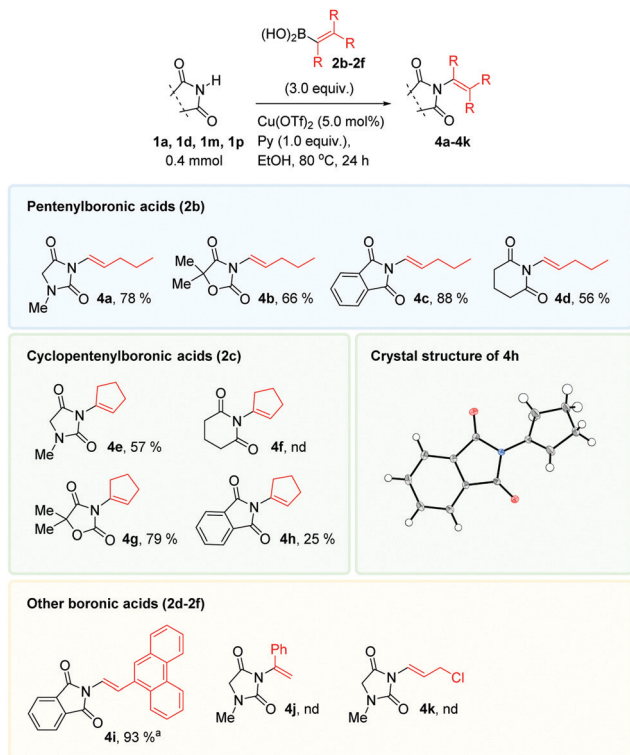 (HO)2B
R
R
R
2b-2f
O
N
H
O
(3.0 equiv.)
O
N
O
R
R
R
1a, 1d, 1m, 1p
0.4 mmol
Cu(OTf)2 (5.0 mol%)
Py (1.0 equiv.),
EtOH, 80 °C, 24 h
4a-4k
Pentenylboronic acids (2b)
O
N
N
O
Me
4a, 78 %
O
Me
Me
N
O
O
4b, 66 %
O
N
O
4c, 88 %
O
N
O
4d, 56 %
Cyclopentenylboronic acids (2c)
O
N
N
O
Me
4e, 57 %
O
N
O
4f, nd
O
Me
Me
N
O
O
4g, 79 %
O
N
O
4h, 25 %
Crystal structure of 4h
Other boronic acids (2d-2f)
O
N
O
4i, 93 %a
O
Ph
N
N
O
Me
4j, nd
O
N
N
O
Me
Cl
4k, nd